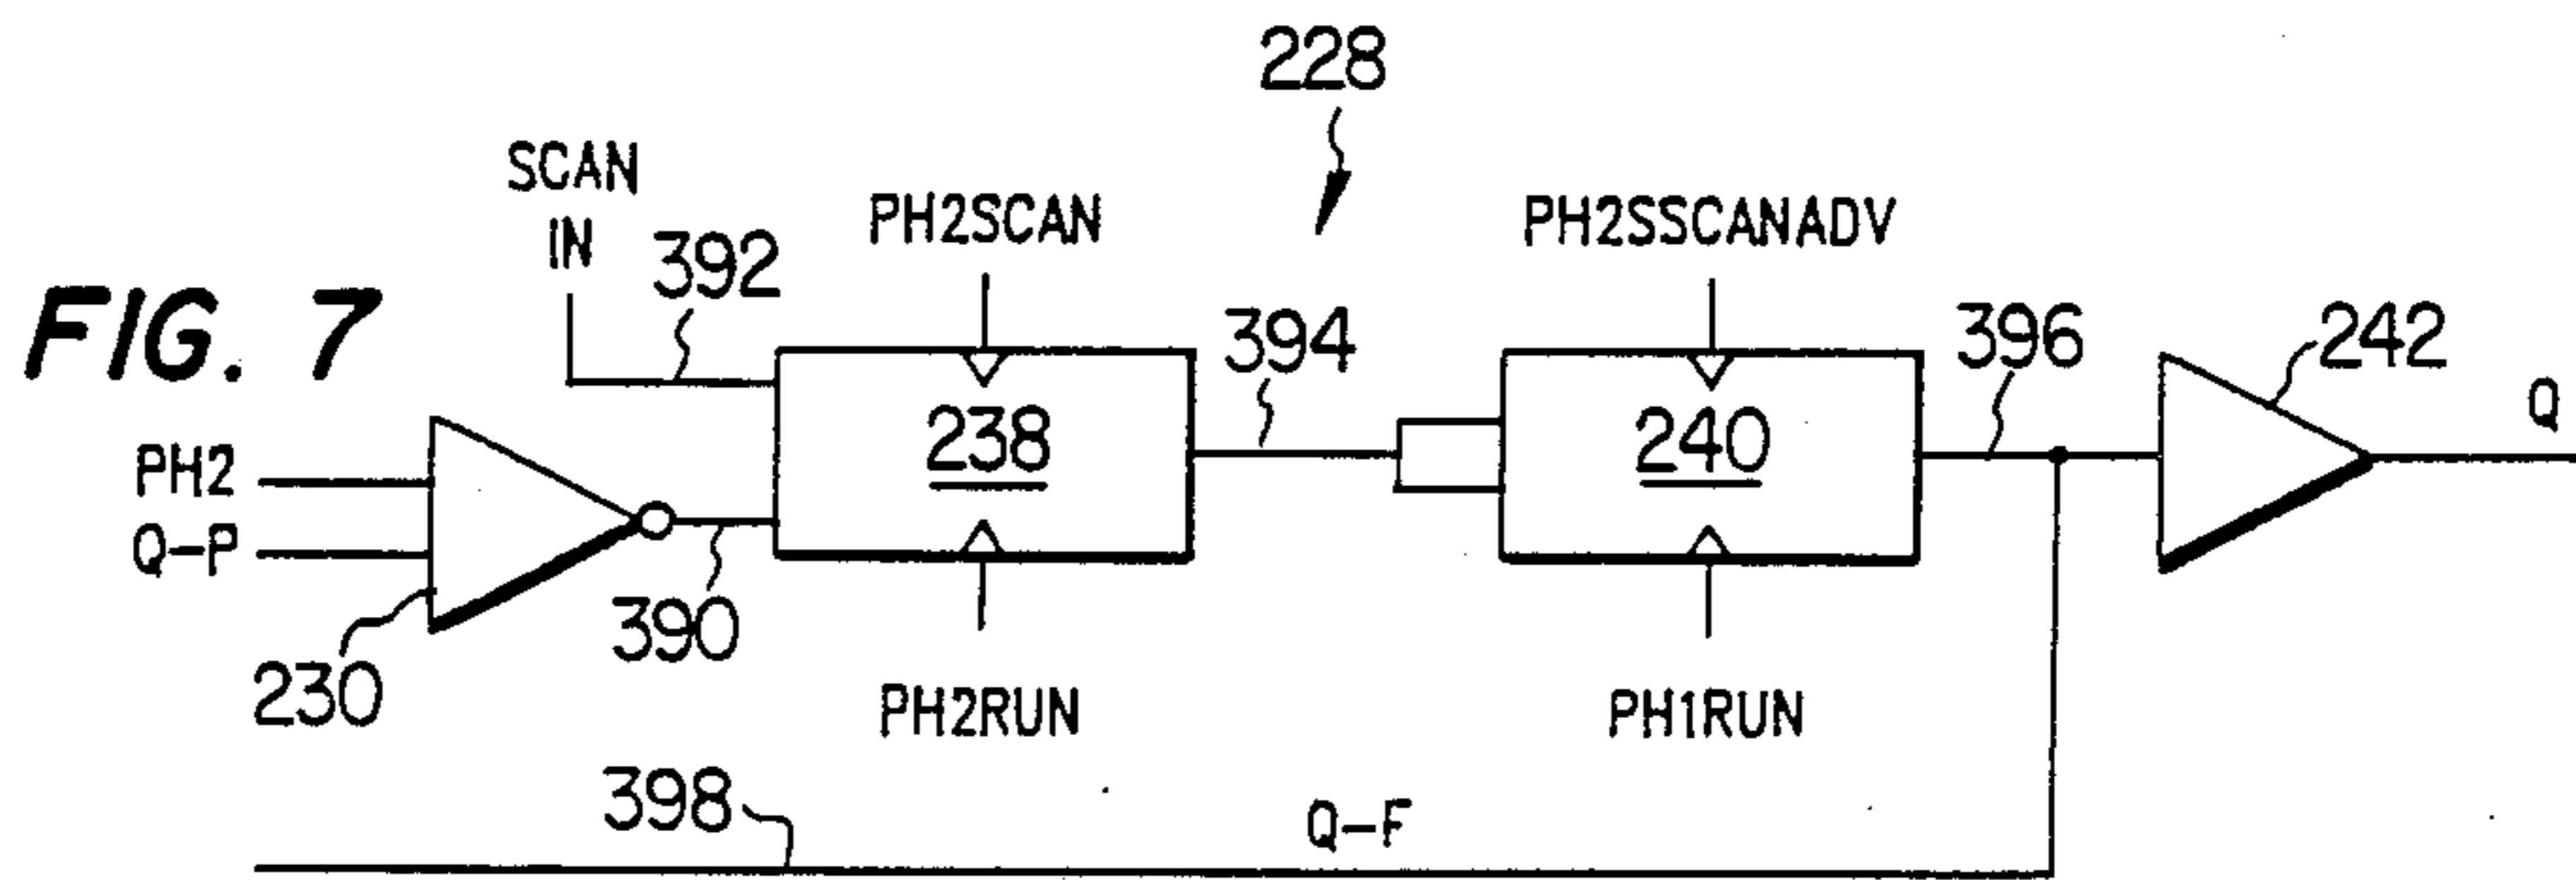 228
SCAN
IN
392
PH2SCAN
PH2SSCANADV
FIG. 7
394
396
242
Q
PH2
Q-P
238
240
230
390
PH2RUN
PH1RUN
398
Q-F